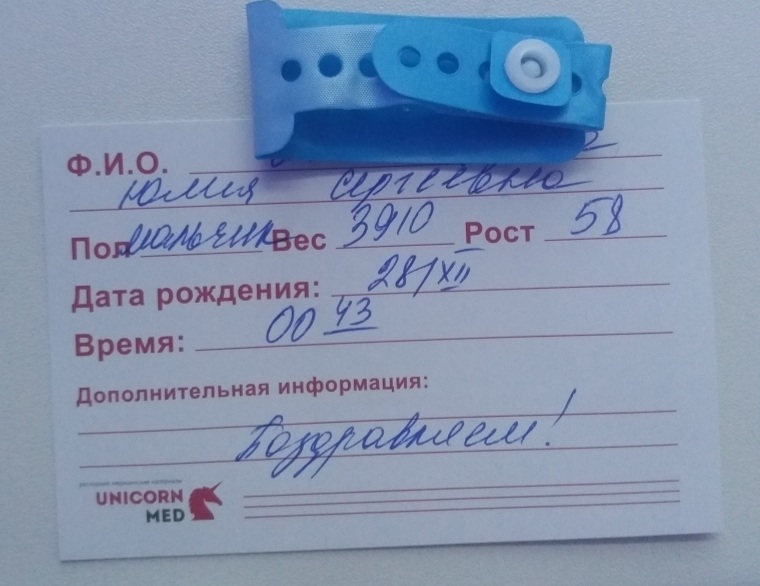 Ф.И.О.
Юлия Сергеевна
Пол мальчик Вес 3910 Рост 58
Дата рождения: 28/XII
Время: 00 43
Дополнительная информация:
Поздравляем!
UNICORN
MED